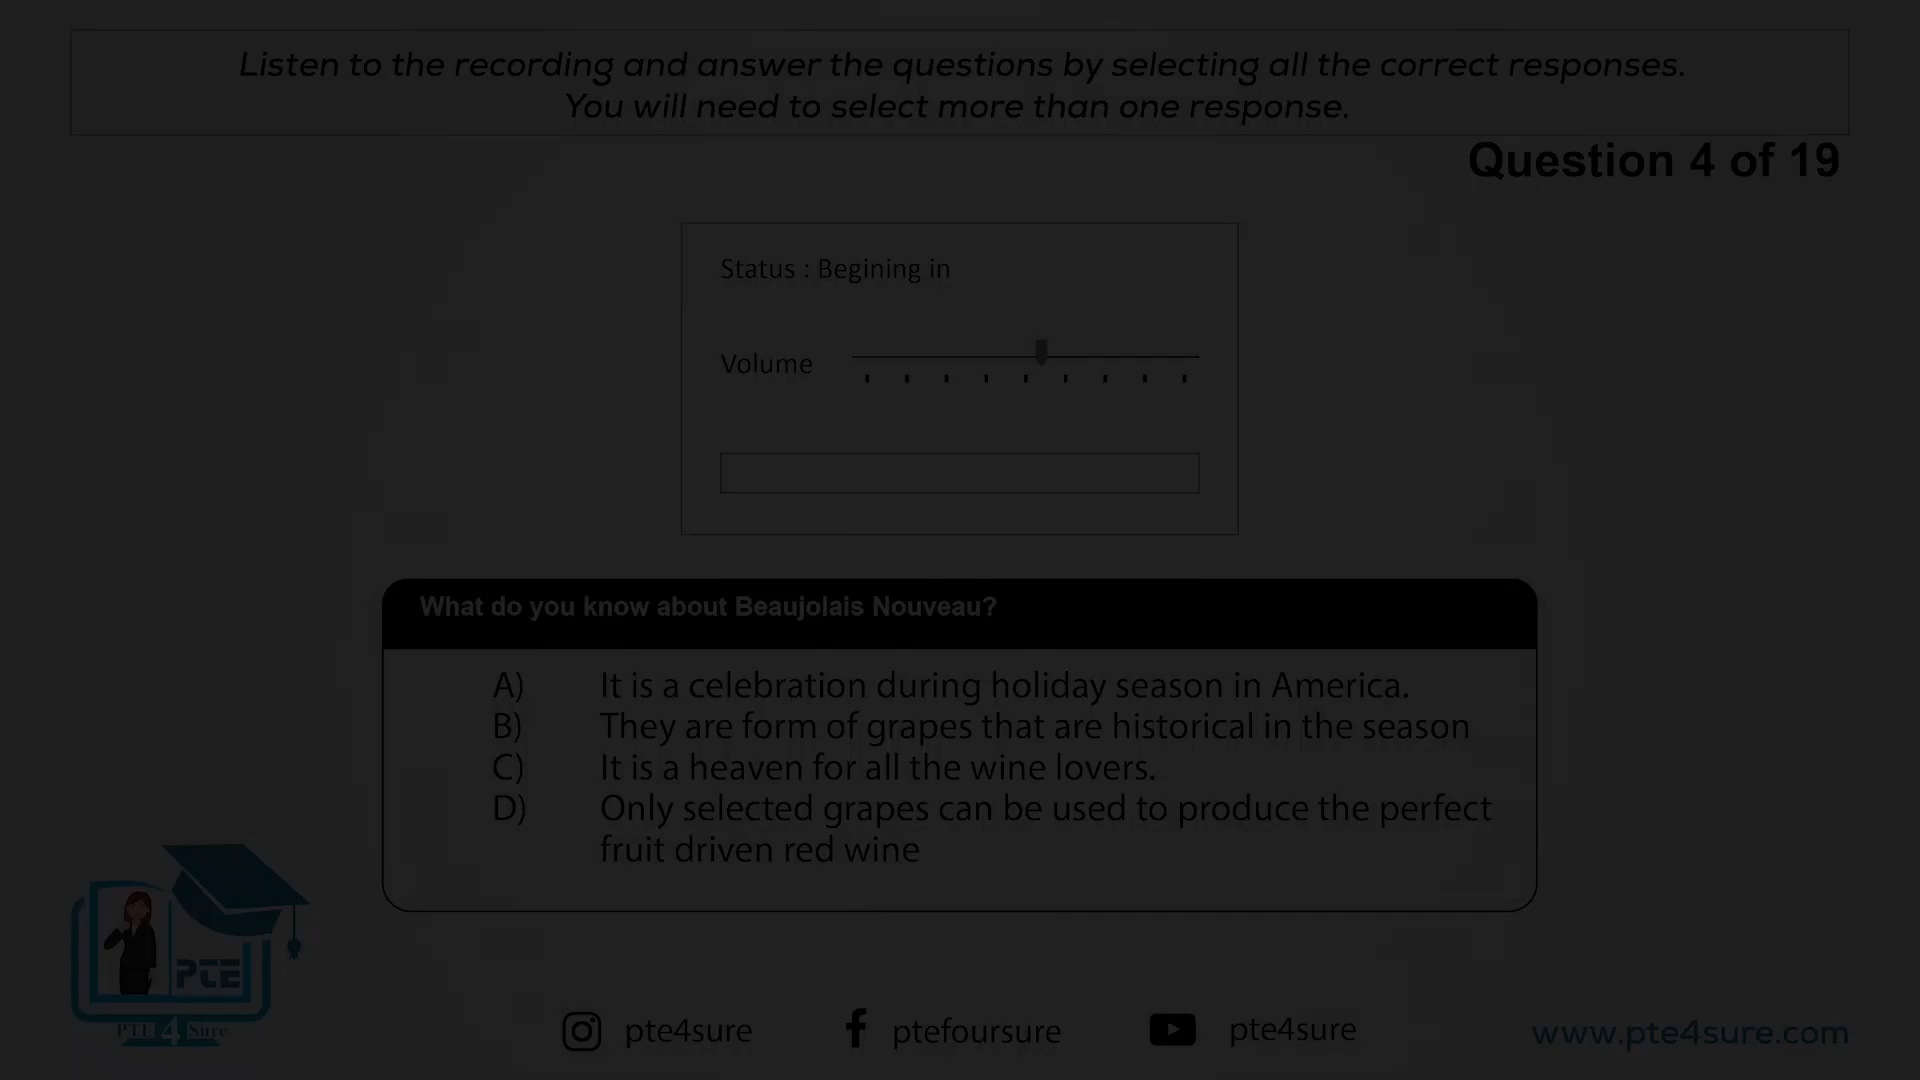 Listen to the recording and answer the questions by selecting all the correct responses.
You will need to select more than one response.
Question 4 of 19
Status : Begining in
Volume
What do you know about Beaujolais Nouveau?
A) It is a celebration during holiday season in America.
B) They are form of grapes that are historical in the season
C) It is a heaven for all the wine lovers.
D) Only selected grapes can be used to produce the perfect
fruit driven red wine
PTE
PTE 4 Sure
pte4sure
ptefoursure
pte4sure
www.pte4sure.com